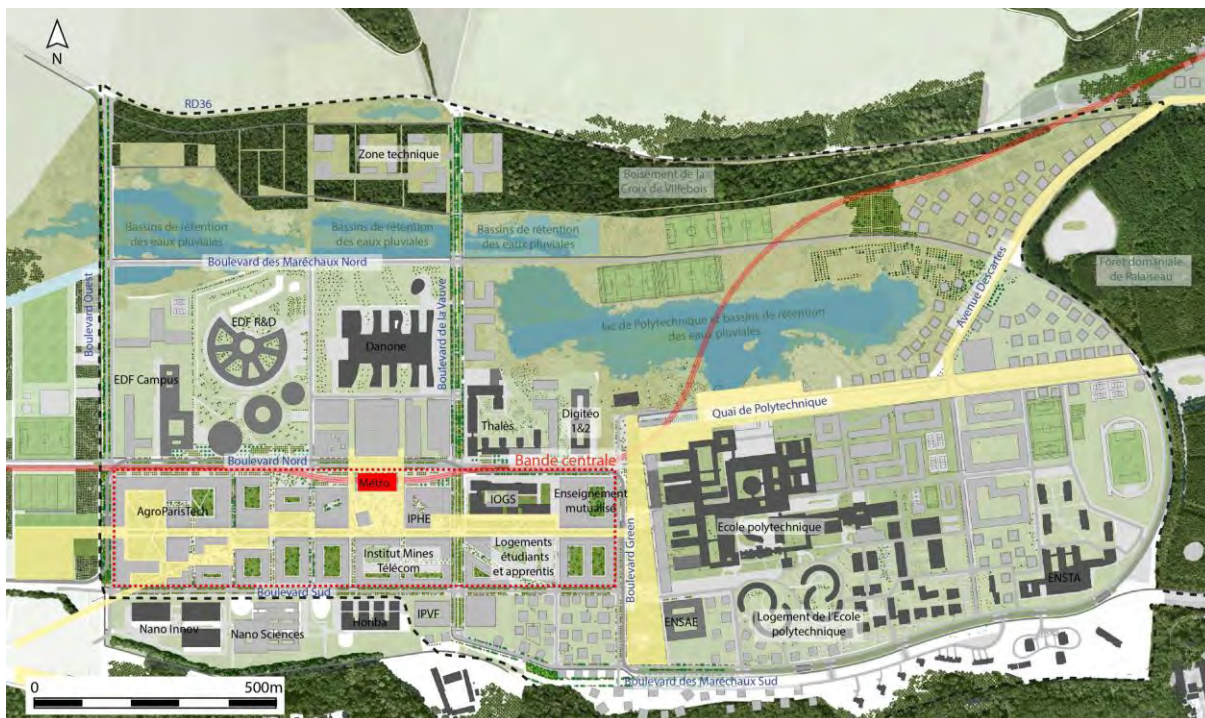 N
RD36
Zone technique
Boisement de la
Croix de Villebois
Bassins de rétention
des eaux pluviales
Bassins de rétention
des eaux pluviales
Bassins de rétention
des eaux pluviales
Boulevard des Maréchaux Nord
Forêt domaniale
de Palaiseau
Boulevard Ouest
Boulevard de la Vauve
Avenue Descartes
lac de Polytechnique et bassins de rétention
des eaux pluviales
EDF R&D
Danone
EDF Campus
Thalès
Digitéo
1&2
Quai de Polytechnique
Boulevard Nord
Bande centrale
Métro
AgroParisTech
IPHE
IOGS
Enseignement
mutualisé
Ecole polytechnique
Institut Mines
Télécom
Logements
étudiants
et apprentis
Boulevard Green
ENSTA
Boulevard Sud
Nano Innov
Nano Sciences
Horiba
IPVF
ENSAE
Logement de l'Ecole
polytechnique
Boulevard des Maréchaux Sud
0
500m